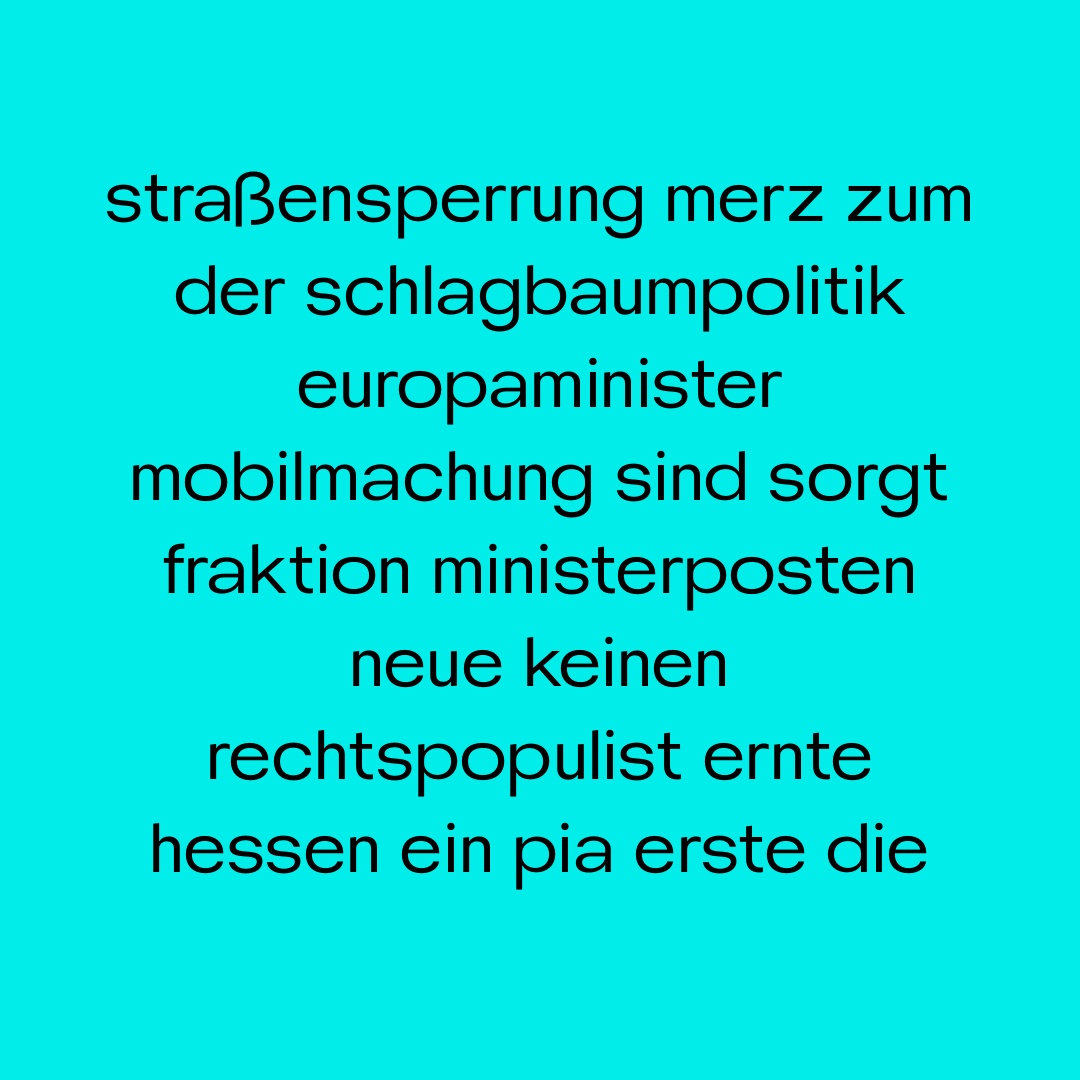 straßensperrung merz zum
der schlagbaumpolitik
europaminister
mobilmachung sind sorgt
fraktion ministerposten
neue keinen
rechtspopulist ernte
hessen ein pia erste die